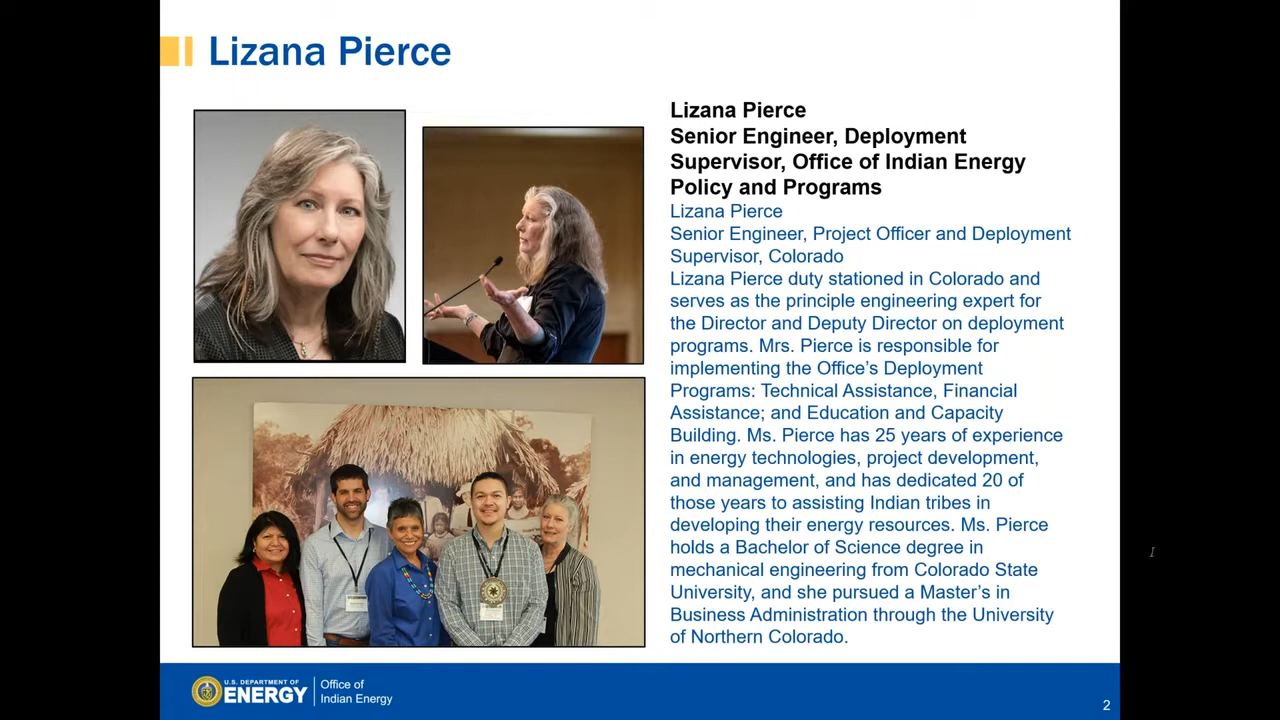 Lizana Pierce
Lizana Pierce
Senior Engineer, Deployment
Supervisor, Office of Indian Energy
Policy and Programs
Lizana Pierce
Senior Engineer, Project Officer and Deployment
Supervisor, Colorado
Lizana Pierce duty stationed in Colorado and
serves as the principle engineering expert for
the Director and Deputy Director on deployment
programs. Mrs. Pierce is responsible for
implementing the Office’s Deployment
Programs: Technical Assistance, Financial
Assistance; and Education and Capacity
Building. Ms. Pierce has 25 years of experience
in energy technologies, project development,
and management, and has dedicated 20 of
those years to assisting Indian tribes in
developing their energy resources. Ms. Pierce
holds a Bachelor of Science degree in
mechanical engineering from Colorado State
University, and she pursued a Master’s in
Business Administration through the University
of Northern Colorado.
U.S. DEPARTMENT OF
ENERGY
Office of
Indian Energy
2